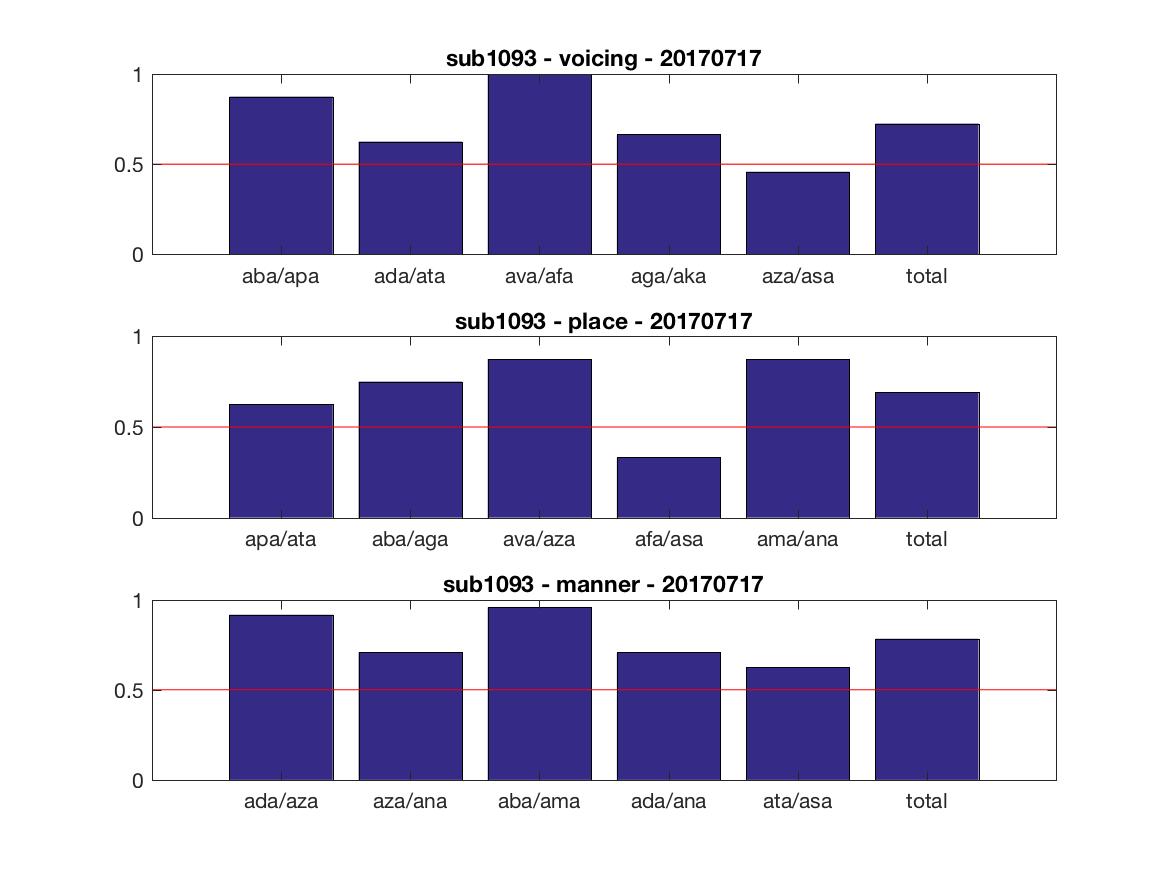 sub1093 - voicing - 20170717
1
0.5
0
aba/apa ada/ata ava/afa aga/aka aza/asa total
sub1093 - place - 20170717
1
0.5
0
apa/ata aba/aga ava/aza afa/asa ama/ana total
sub1093 - manner - 20170717
1
0.5
0
ada/aza aza/ana aba/ama ada/ana ata/asa total